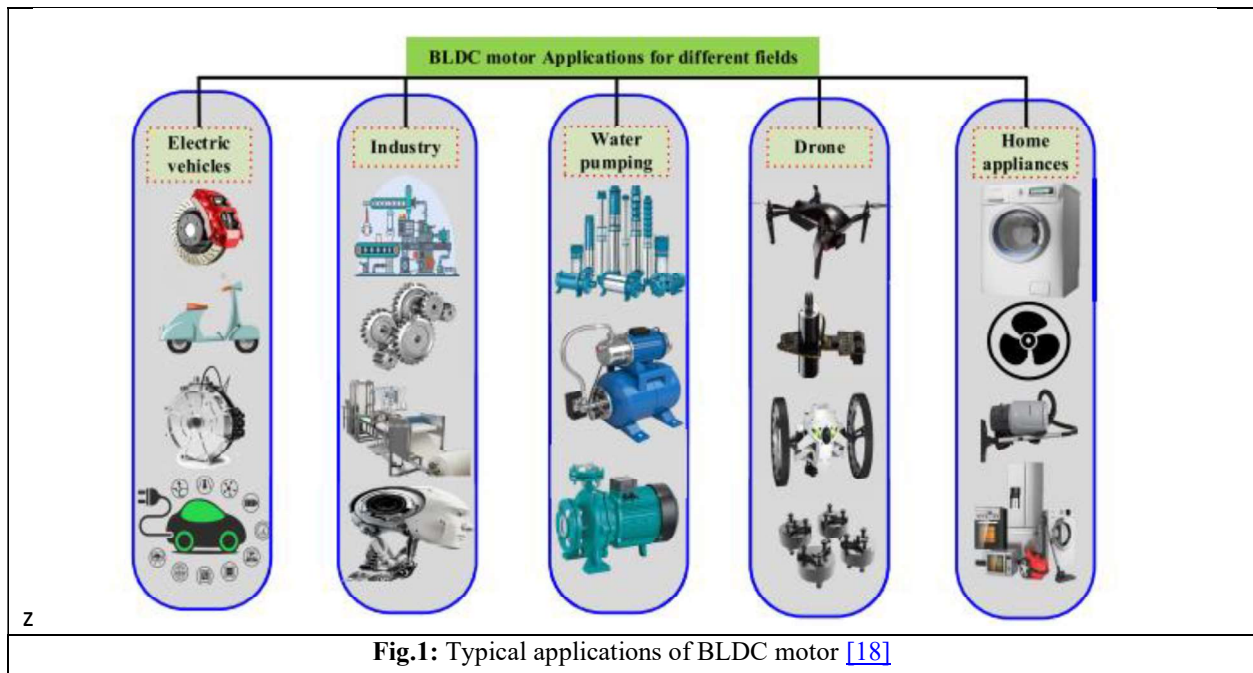 BLDC motor Applications for different fields
Electric
vehicles
Industry
Water
pumping
Drone
Home
appliances
z
Fig.1: Typical applications of BLDC motor [18]